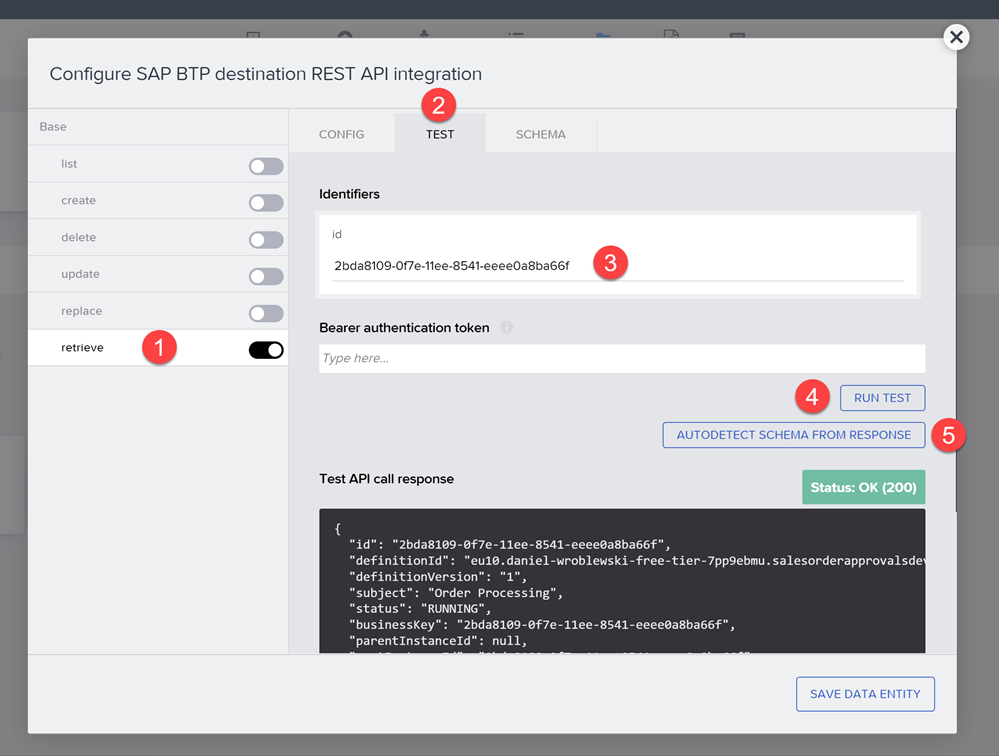 Configure SAP BTP destination REST API integration
2
Base
CONFIG
TEST
SCHEMA
list
create
delete
update
replace
retrieve
1
Identifiers
id
2bda8109-0f7e-11ee-8541-eeee0a8ba66f
3
Bearer authentication token
Type here...
4
RUN TEST
AUTODETECT SCHEMA FROM RESPONSE
5
Test API call response
Status: OK (200)
{
"id": "2bda8109-0f7e-11ee-8541-eeee0a8ba66f",
"definitionId": "eu10.daniel-wroblewski-free-tier-7pp9ebmu.salesorderapprovalsdev
"definitionVersion": "1",
"subject": "Order Processing",
"status": "RUNNING",
"businessKey": "2bda8109-0f7e-11ee-8541-eeee0a8ba66f",
"parentInstanceId": null,
SAVE DATA ENTITY